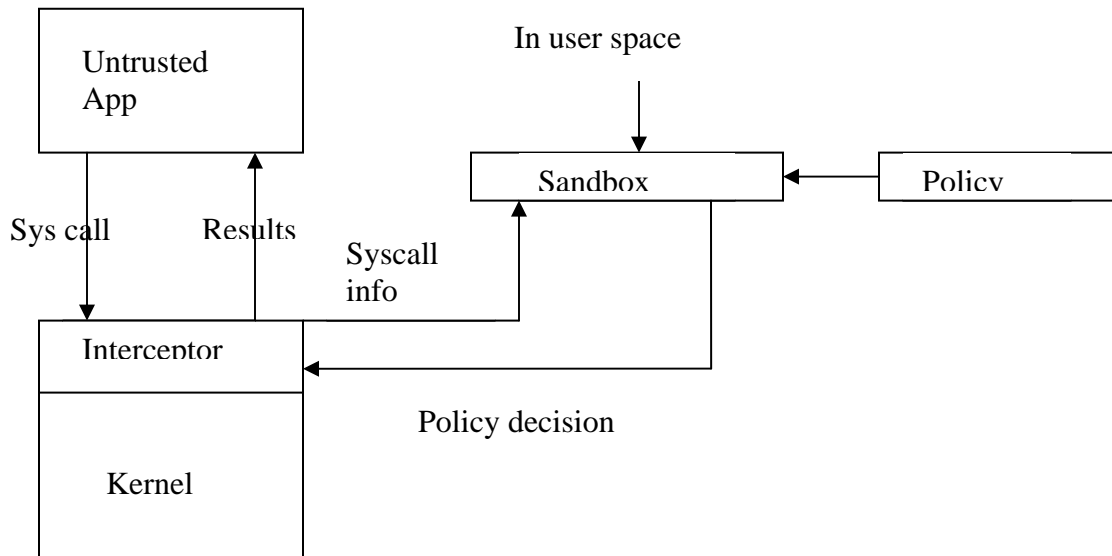 In user space
Untrusted
App
Sandbox
Policy
Sys call
Results
Syscall
info
Interceptor
Policy decision
Kernel